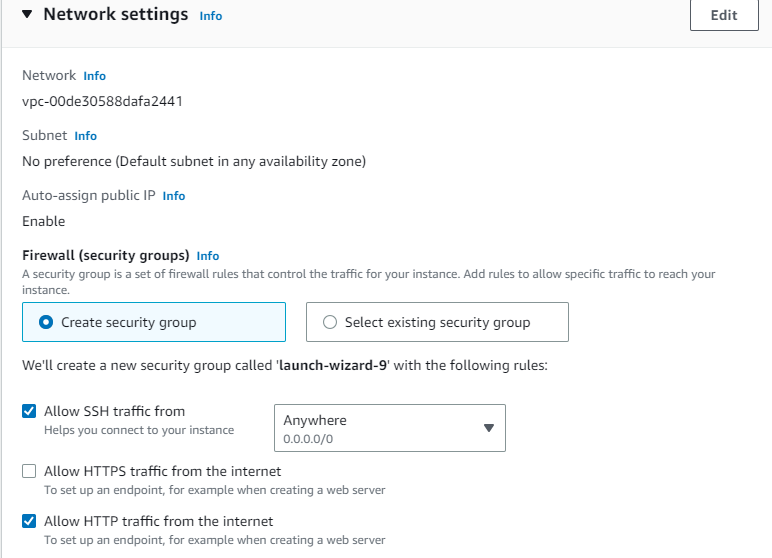 Network settings Info
Edit
Network Info
vpc-00de30588dafa2441
Subnet Info
No preference (Default subnet in any availability zone)
Auto-assign public IP Info
Enable
Firewall (security groups) Info
A security group is a set of firewall rules that control the traffic for your instance. Add rules to allow specific traffic to reach your
instance.
Create security group
Select existing security group
We'll create a new security group called 'launch-wizard-9' with the following rules:
Allow SSH traffic from
Helps you connect to your instance
Anywhere
0.0.0.0/0
Allow HTTPS traffic from the internet
To set up an endpoint, for example when creating a web server
Allow HTTP traffic from the internet
To set up an endpoint, for example when creating a web server